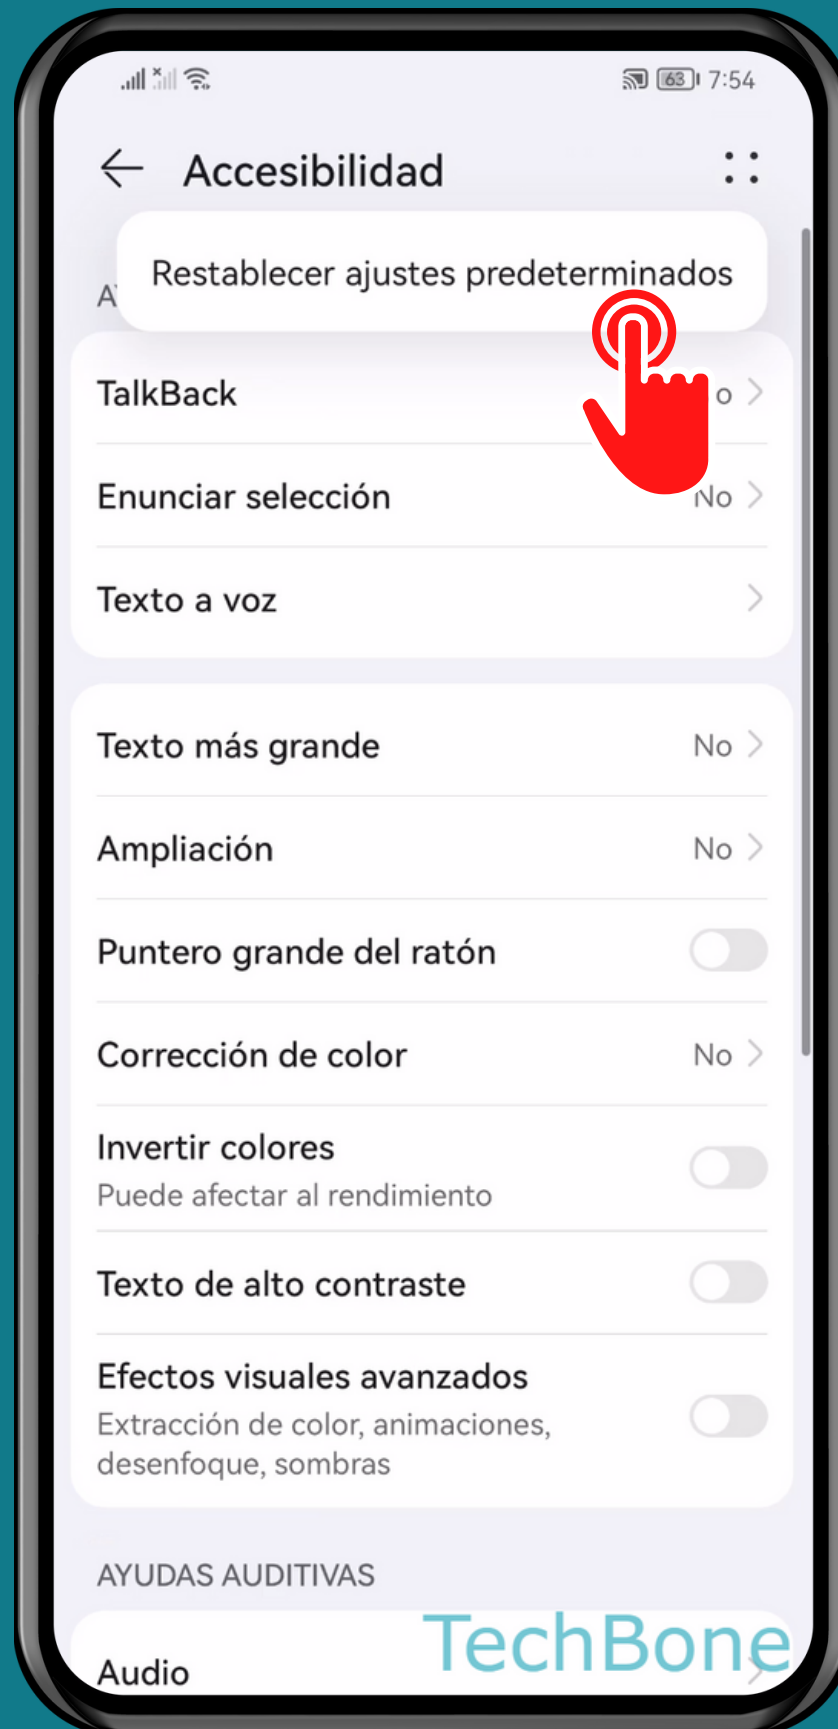 63 7:54
Accesibilidad
Restablecer ajustes predeterminados
TalkBack
Enunciar selección No
Texto a voz
Texto más grande No
Ampliación No
Puntero grande del ratón
Corrección de color No
Invertir colores
Puede afectar al rendimiento
Texto de alto contraste
Efectos visuales avanzados
Extracción de color, animaciones,
desenfoque, sombras
AYUDAS AUDITIVAS
TechBone
Audio